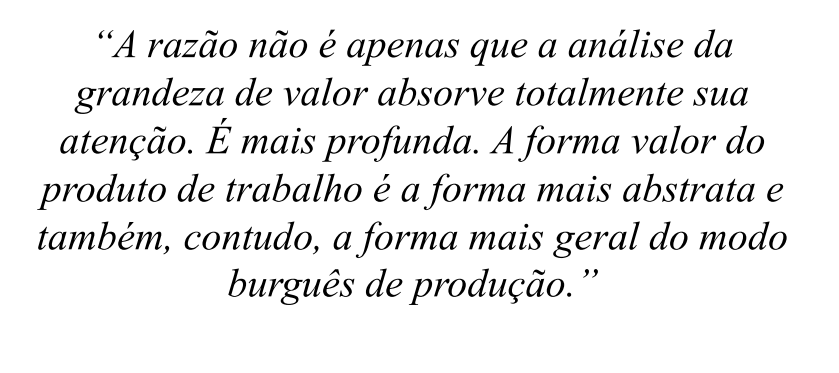 “A razão não é apenas que a análise da
grandeza de valor absorve totalmente sua
atenção. É mais profunda. A forma valor do
produto de trabalho é a forma mais abstrata e
também, contudo, a forma mais geral do modo
burguês de produção.”